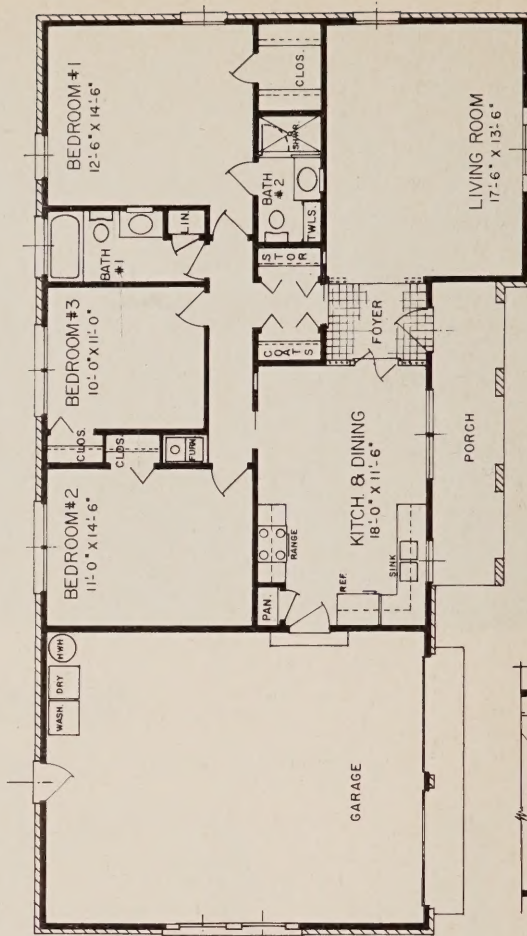 BEDROOM #2
11'-0" X 14'-6"
BEDROOM #3
10'-0" X 11'-0"
BATH
#1
BEDROOM #1
12'-6" X 14'-6"
WASH.
DRY
HWH
CLOS.
CLOS.
FURN.
LIN.
PAN.
RANGE
COATS
STOR
BATH
#2
TWLS.
SHWR.
CLOS.
KITCH. & DINING
18'-0" X 11'-6"
REF.
SINK
FOYER
LIVING ROOM
17'-6" X 13'-6"
GARAGE
PORCH